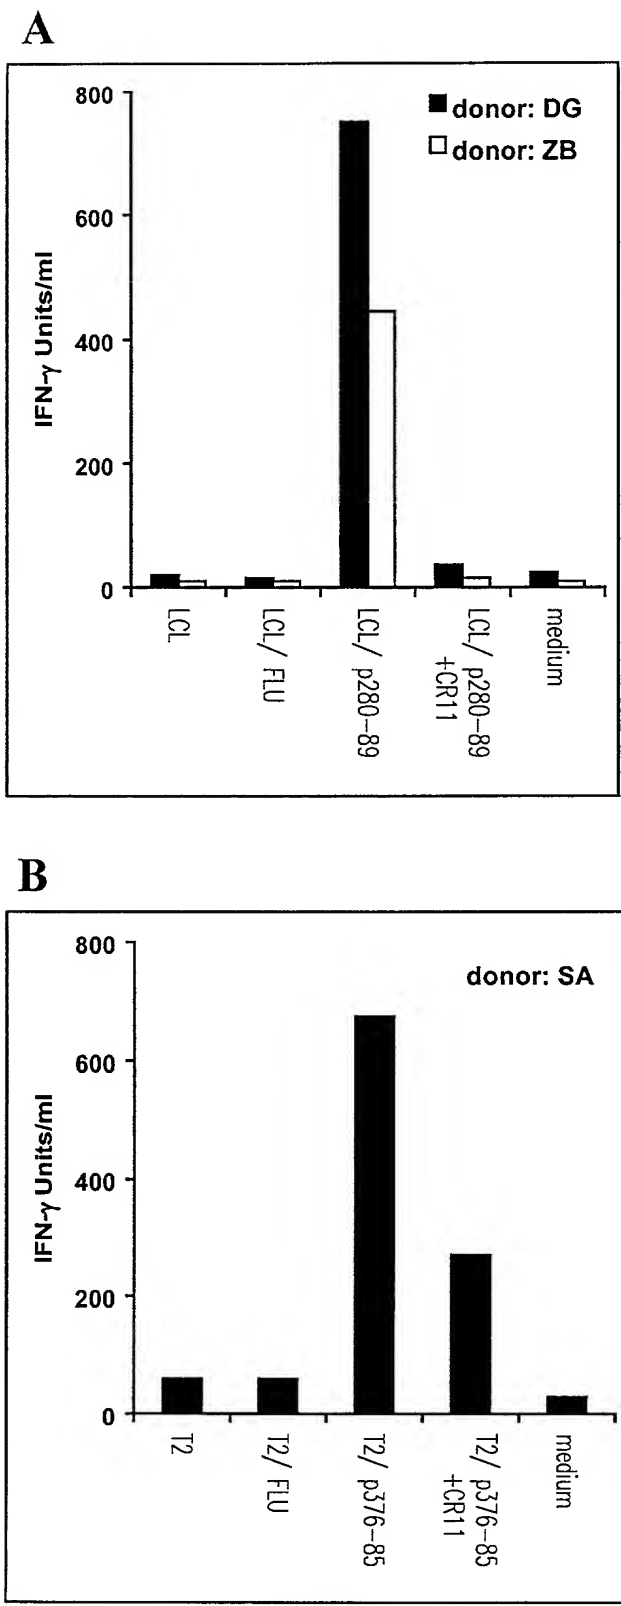 A
800
600
400
200
0
IFN-γ Units/ml
donor: DG
donor: ZB
LCL
LCL/ FLU
LCL/ p280-89
LCL/ p280-89
+CR11
medium
B
800
600
400
200
0
IFN-γ Units/ml
donor: SA
T2
T2/ FLU
T2/ p376-85
T2/ p376-85
+CR11
medium